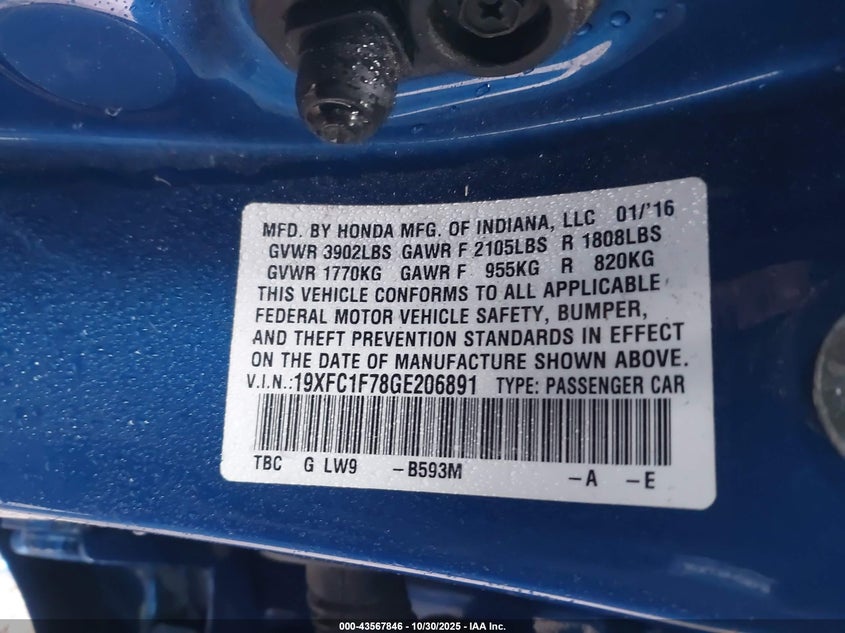 MFD. BY HONDA MFG. OF INDIANA, LLC 01/'16
GVWR 3902LBS GAWR F 2105LBS R 1808LBS
GVWR 1770KG GAWR F 955KG R 820KG
THIS VEHICLE CONFORMS TO ALL APPLICABLE
FEDERAL MOTOR VEHICLE SAFETY, BUMPER,
AND THEFT PREVENTION STANDARDS IN EFFECT
ON THE DATE OF MANUFACTURE SHOWN ABOVE.
V.I.N.:19XFC1F78GE206891 TYPE: PASSENGER CAR
TBC G LW9 -B593M -A -E
000-43567846 - 10/30/2025 - IAA Inc.